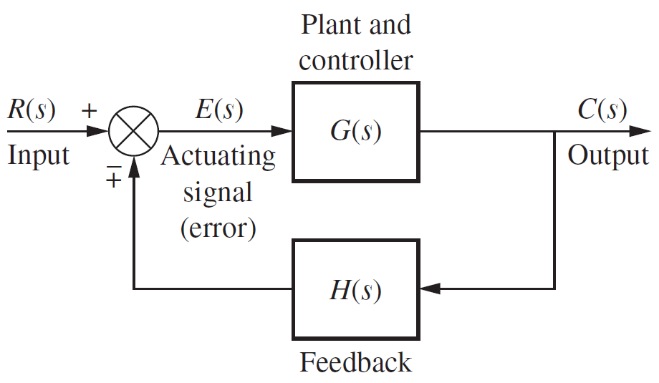 Plant and
controller
R(s) +
E(s)
G(s)
C(s)
Input
∓
Actuating
signal
(error)
Output
H(s)
Feedback